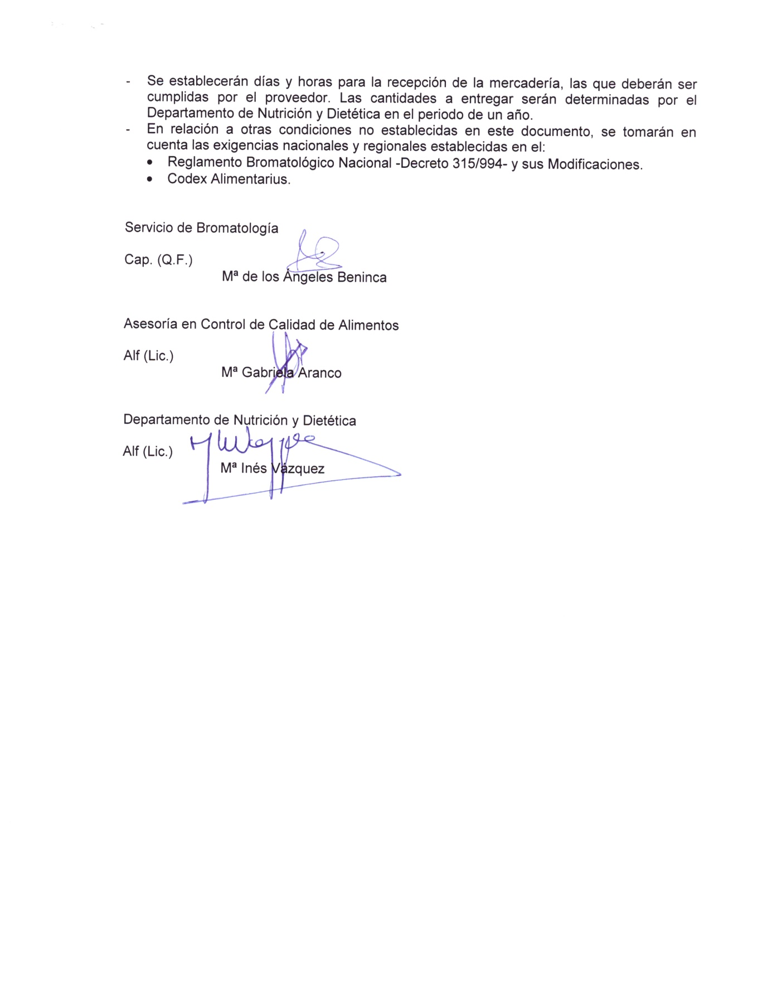 - Se establecerán días y horas para la recepción de la mercadería, las que deberán ser
cumplidas por el proveedor. Las cantidades a entregar serán determinadas por el
Departamento de Nutrición y Dietética en el periodo de un año.
- En relación a otras condiciones no establecidas en este documento, se tomarán en
cuenta las exigencias nacionales y regionales establecidas en el:
• Reglamento Bromatológico Nacional -Decreto 315/994- y sus Modificaciones.
• Codex Alimentarius.
Servicio de Bromatología
Cap. (Q.F.)
Mª de los Ángeles Beninca
Asesoría en Control de Calidad de Alimentos
Alf (Lic.)
Mª Gabriela Aranco
Departamento de Nutrición y Dietética
Alf (Lic.)
Mª Inés Vázquez